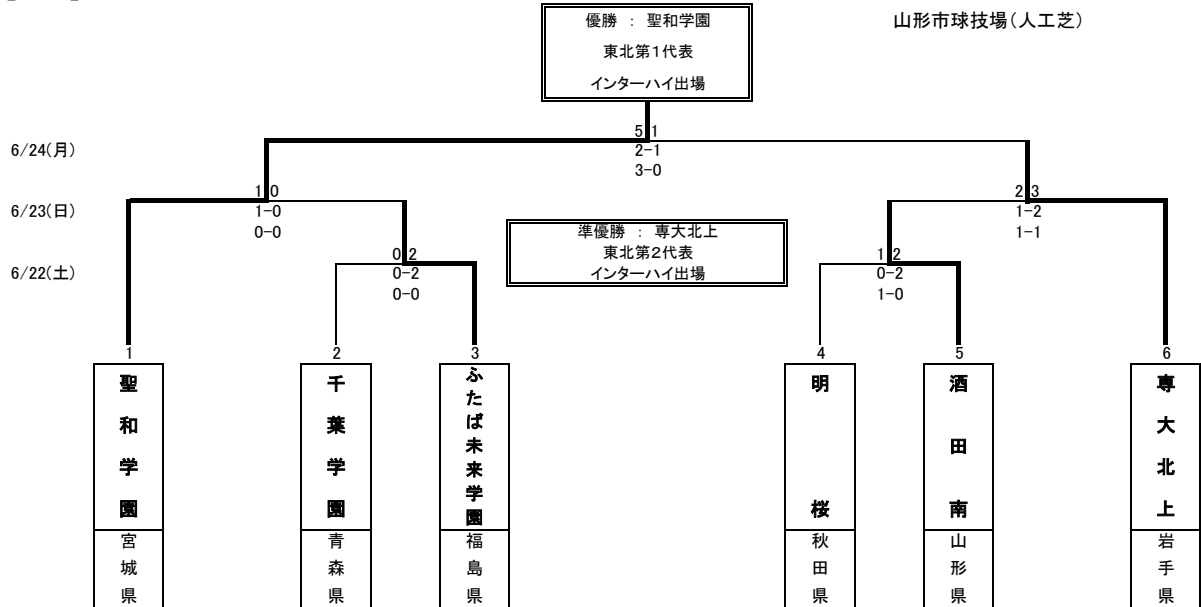 優勝 ： 聖和学園
東北第1代表
インターハイ出場
山形市球技場(人工芝)
6/24(月)
5 1
2-1
3-0
6/23(日)
1 0
1-0
0-0
2 3
1-2
1-1
準優勝 ： 専大北上
東北第2代表
インターハイ出場
6/22(土)
0 2
0-2
0-0
1 2
0-2
1-0
1
2
3
4
5
6
聖和学園
千葉学園
ふたば未来学園
明桜
酒田南
専大北上
宮城県
青森県
福島県
秋田県
山形県
岩手県